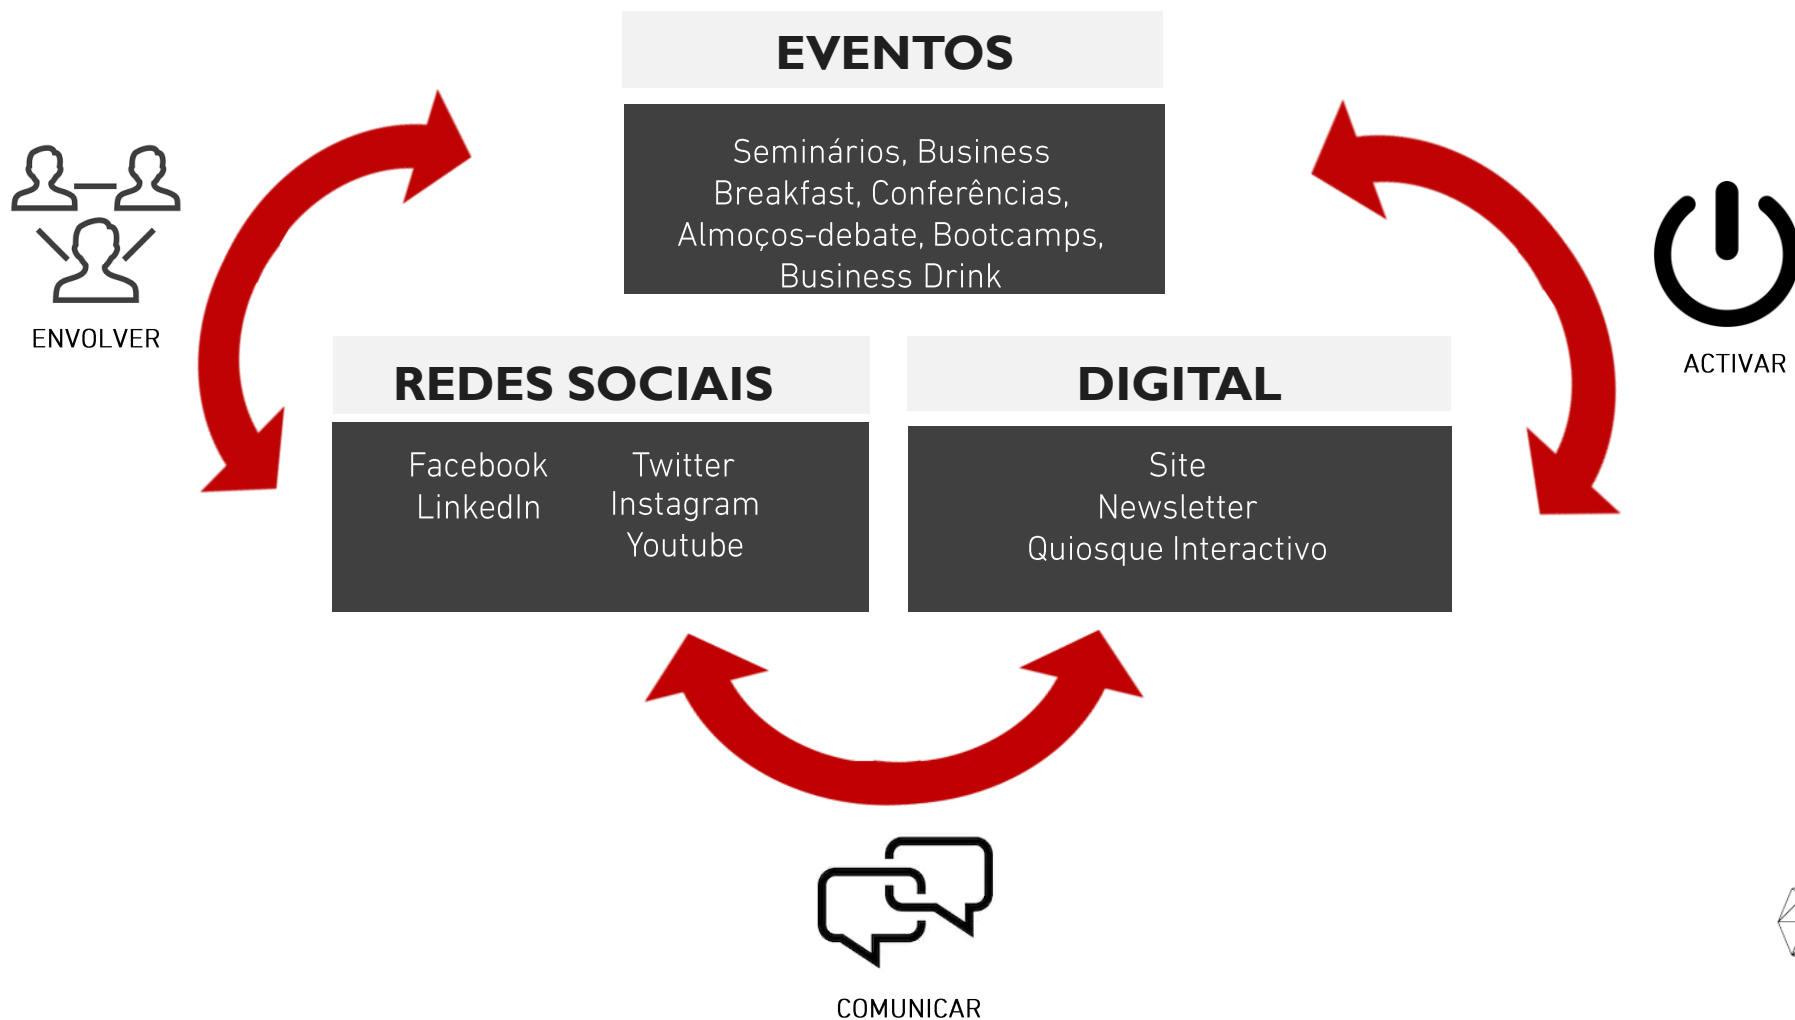 EVENTOS
Seminários, Business
Breakfast, Conferências,
Almoços-debate, Bootcamps,
Business Drink
ENVOLVER
ACTIVAR
REDES SOCIAIS
Facebook
LinkedIn
Twitter
Instagram
Youtube
DIGITAL
Site
Newsletter
Quiosque Interactivo
COMUNICAR